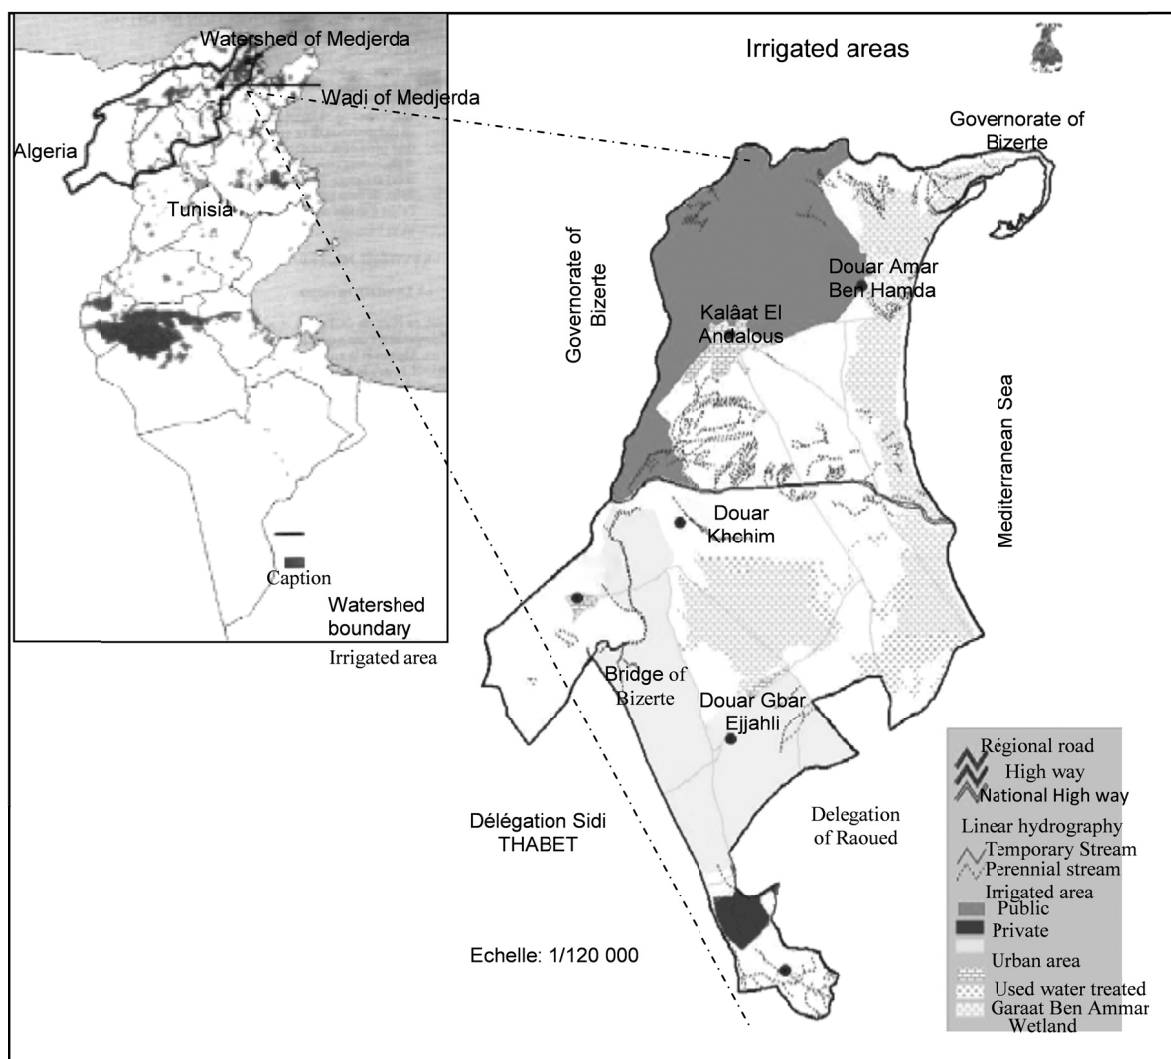 Watershed of Medjerda
Wadi of Medjerda
Algeria
Tunisia
Caption
Watershed
boundary
Irrigated area
Irrigated areas
Governorate of
Bizerte
Governorate of
Bizerte
Douar Amar
Ben Hamda
Kalâat El
Andalous
Mediterranean Sea
Douar
Khchim
Bridge of
Bizerte
Douar Gbar
Ejjahli
Délégation Sidi
THABET
Delegation
of Raoued
Echelle: 1/120 000
Régional road
High way
National High way
Linear hydrography
Temporary Stream
Perennial stream
Irrigated area
Public
Private
Urban area
Used water treated
Garaat Ben Ammar
Wetland